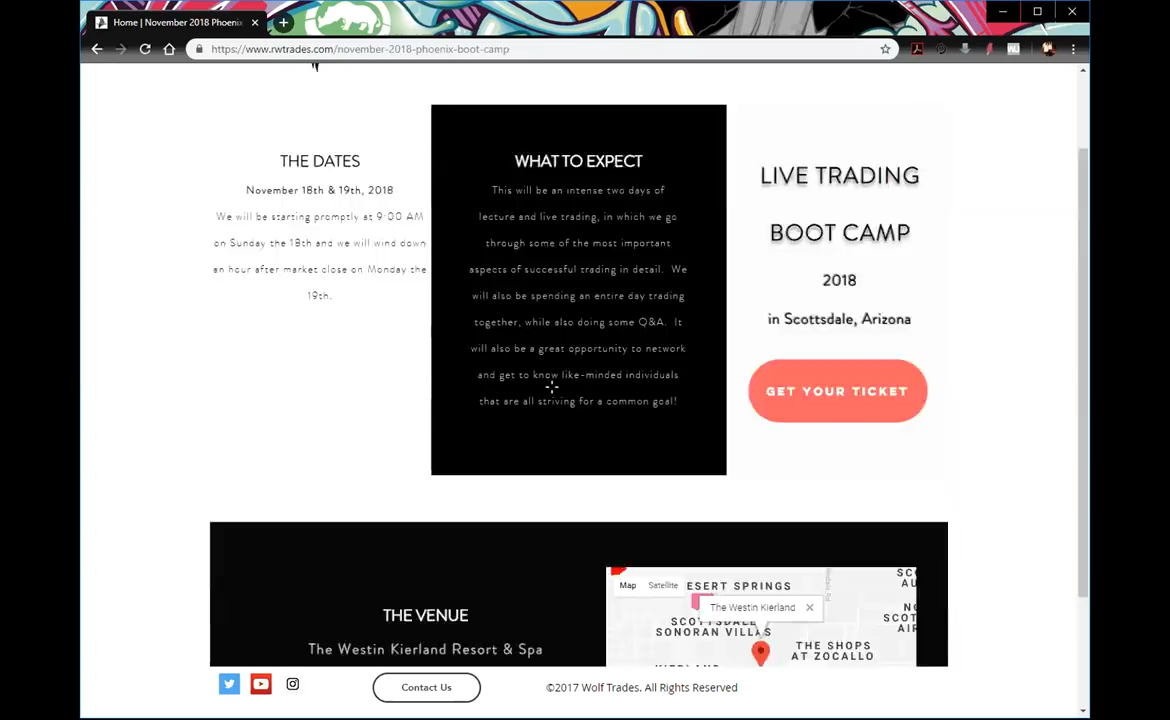 Home | November 2018 Phoenix
https://www.rwtrades.com/november-2018-phoenix-boot-camp
THE DATES
November 18th & 19th, 2018
We will be starting promptly at 9:00 AM
on Sunday the 18th and we will wind down
an hour after market close on Monday the
19th.
WHAT TO EXPECT
This will be an intense two days of
lecture and live trading, in which we go
through some of the most important
aspects of successful trading in detail. We
will also be spending an entire day trading
together, while also doing some Q&A. It
will also be a great opportunity to network
and get to know like-minded individuals
that are all striving for a common goal!
LIVE TRADING
BOOT CAMP
2018
in Scottsdale, Arizona
GET YOUR TICKET
THE VENUE
The Westin Kierland Resort & Spa
Map
Satellite
ESERT SPRINGS
The Westin Kierland
SCOTTSDALE
SONORAN VILLAS
THE SHOPS
AT ZOCALLO
Contact Us
©2017 Wolf Trades. All Rights Reserved